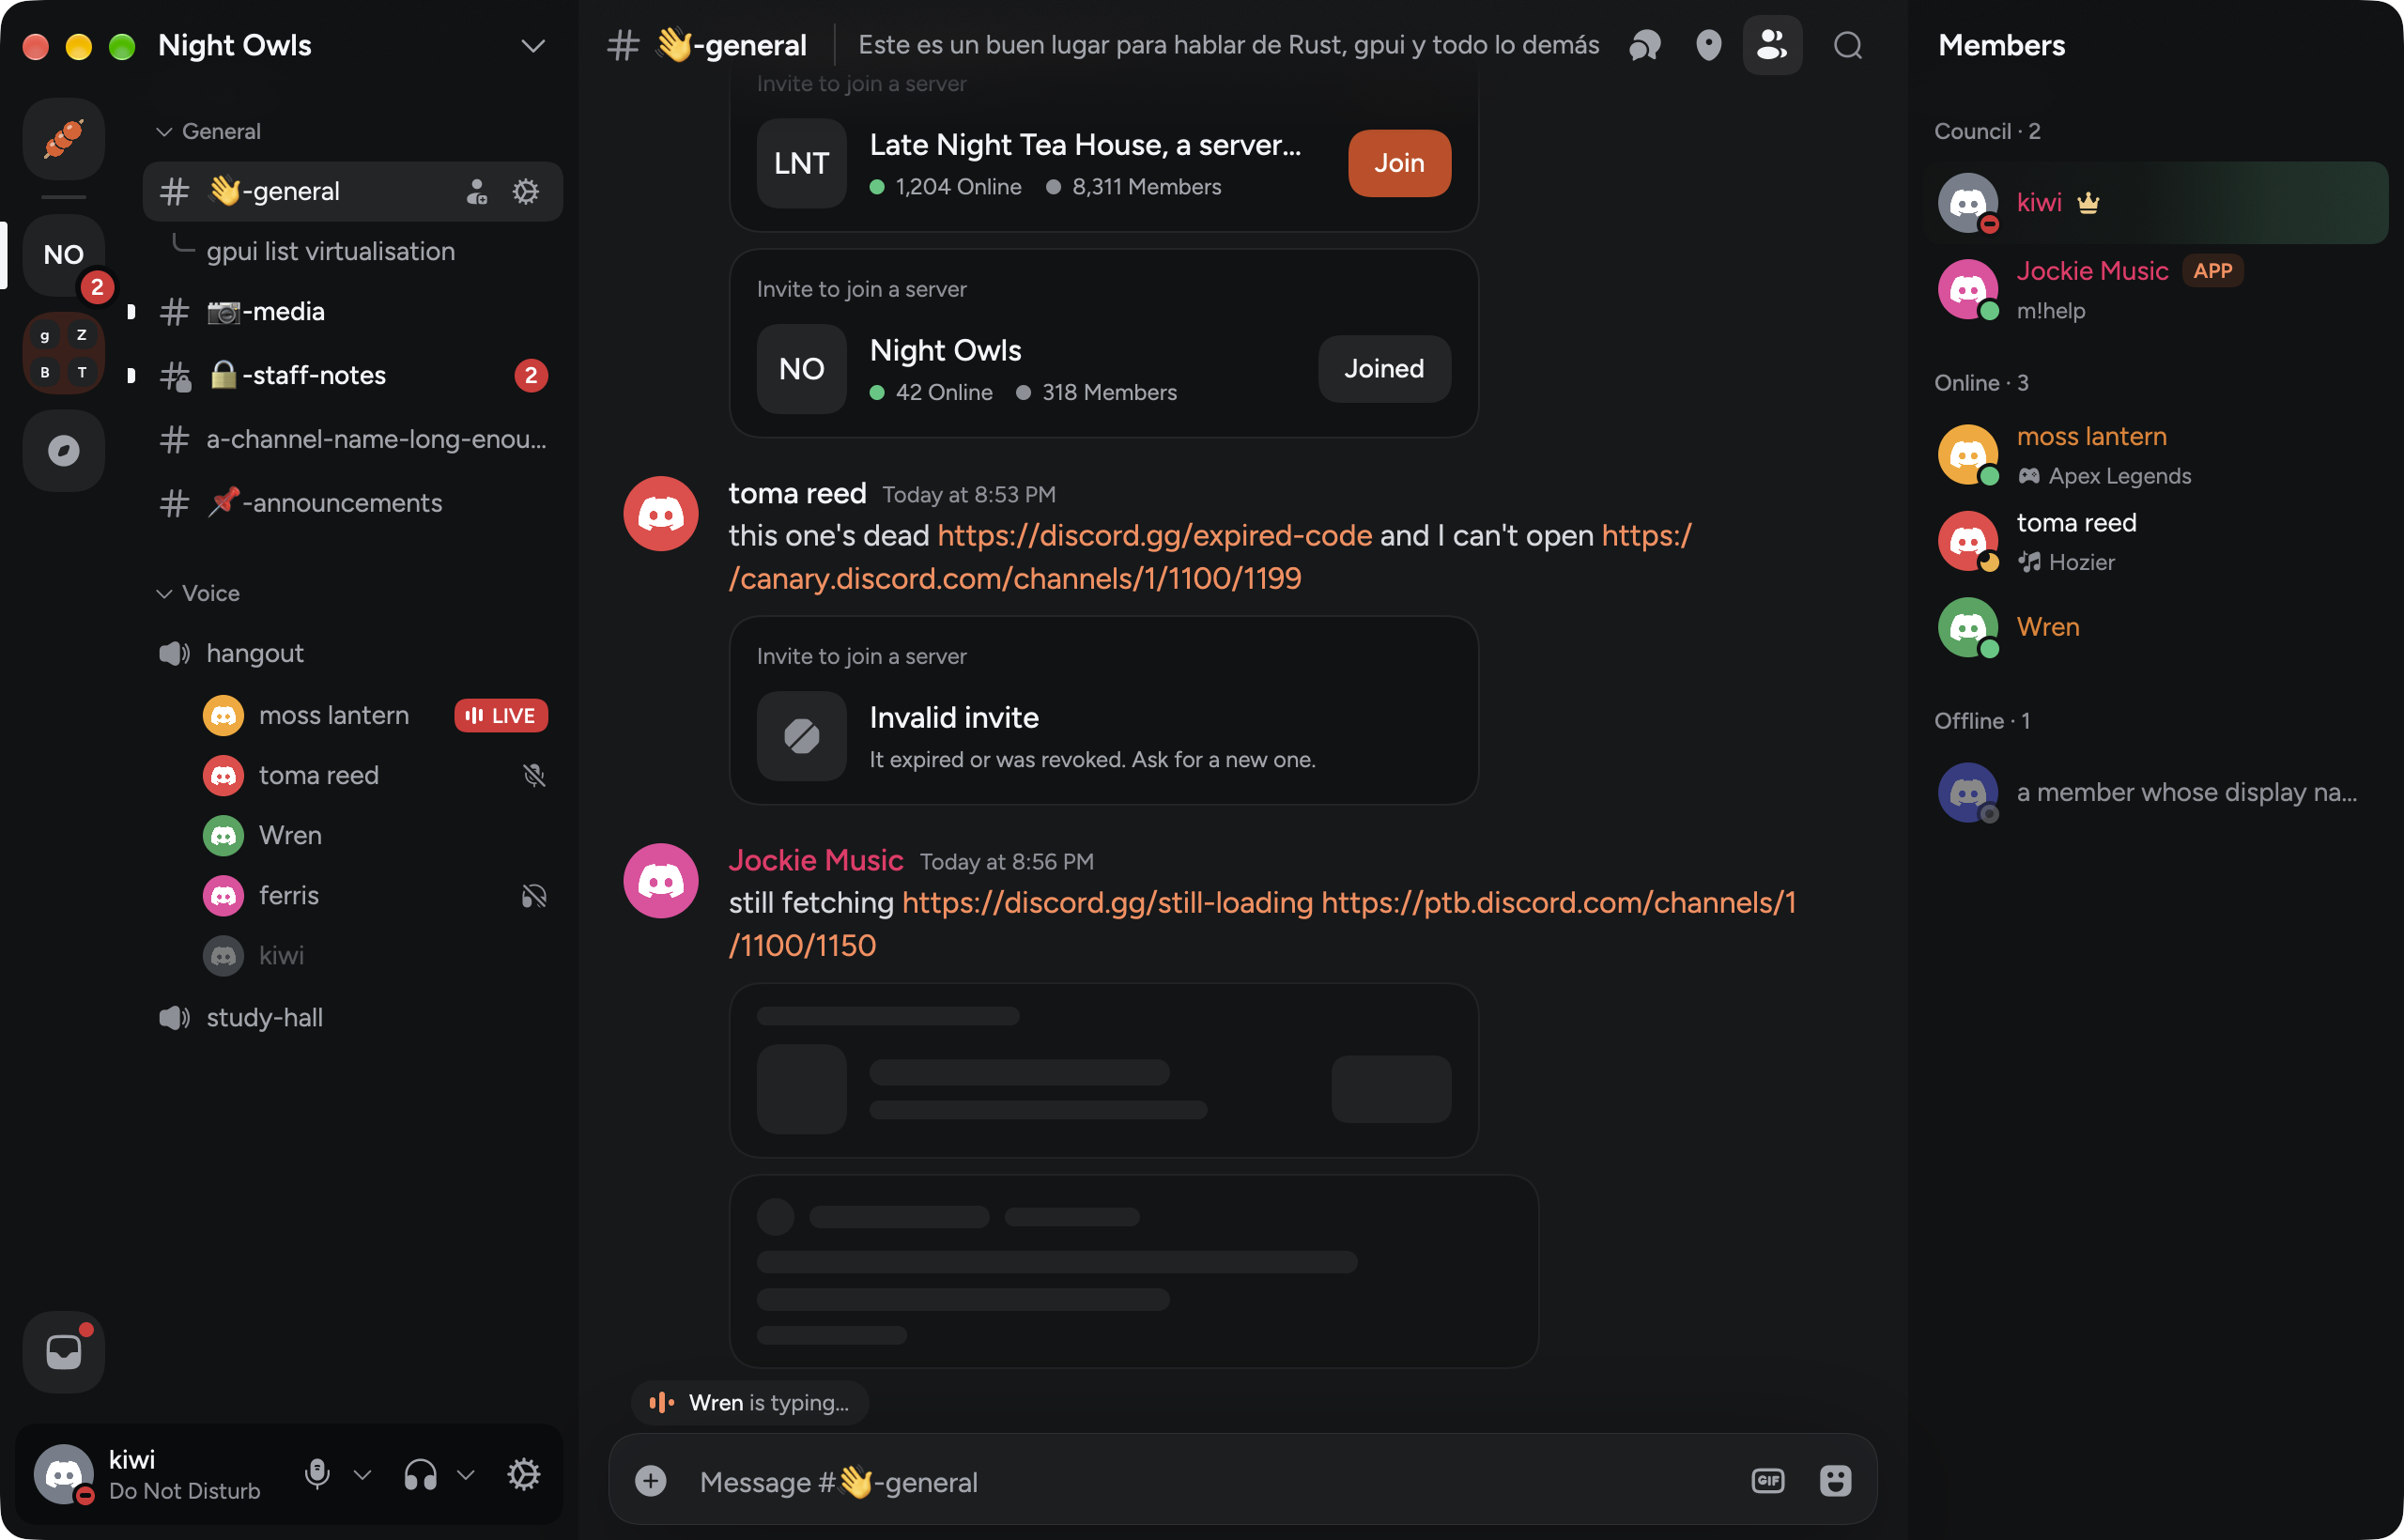 Night Owls
NO
2
g
Z
B
T
General
👋-general
gpui list virtualisation
📷-media
🔒-staff-notes
2
a-channel-name-long-enou...
📌-announcements
Voice
hangout
moss lantern
LIVE
toma reed
Wren
ferris
kiwi
study-hall
kiwi
Do Not Disturb
# 👋-general
Este es un buen lugar para hablar de Rust, gpui y todo lo demás
Invite to join a server
LNT
Late Night Tea House, a server...
1,204 Online
8,311 Members
Join
Invite to join a server
NO
Night Owls
42 Online
318 Members
Joined
toma reed Today at 8:53 PM
this one's dead https://discord.gg/expired-code and I can't open https:/
/canary.discord.com/channels/1/1100/1199
Invite to join a server
Invalid invite
It expired or was revoked. Ask for a new one.
Jockie Music Today at 8:56 PM
still fetching https://discord.gg/still-loading https://ptb.discord.com/channels/1
/1100/1150
Wren is typing...
Message #👋-general
GIF
Members
Council · 2
kiwi
Jockie Music APP
m!help
Online · 3
moss lantern
Apex Legends
toma reed
Hozier
Wren
Offline · 1
a member whose display na...